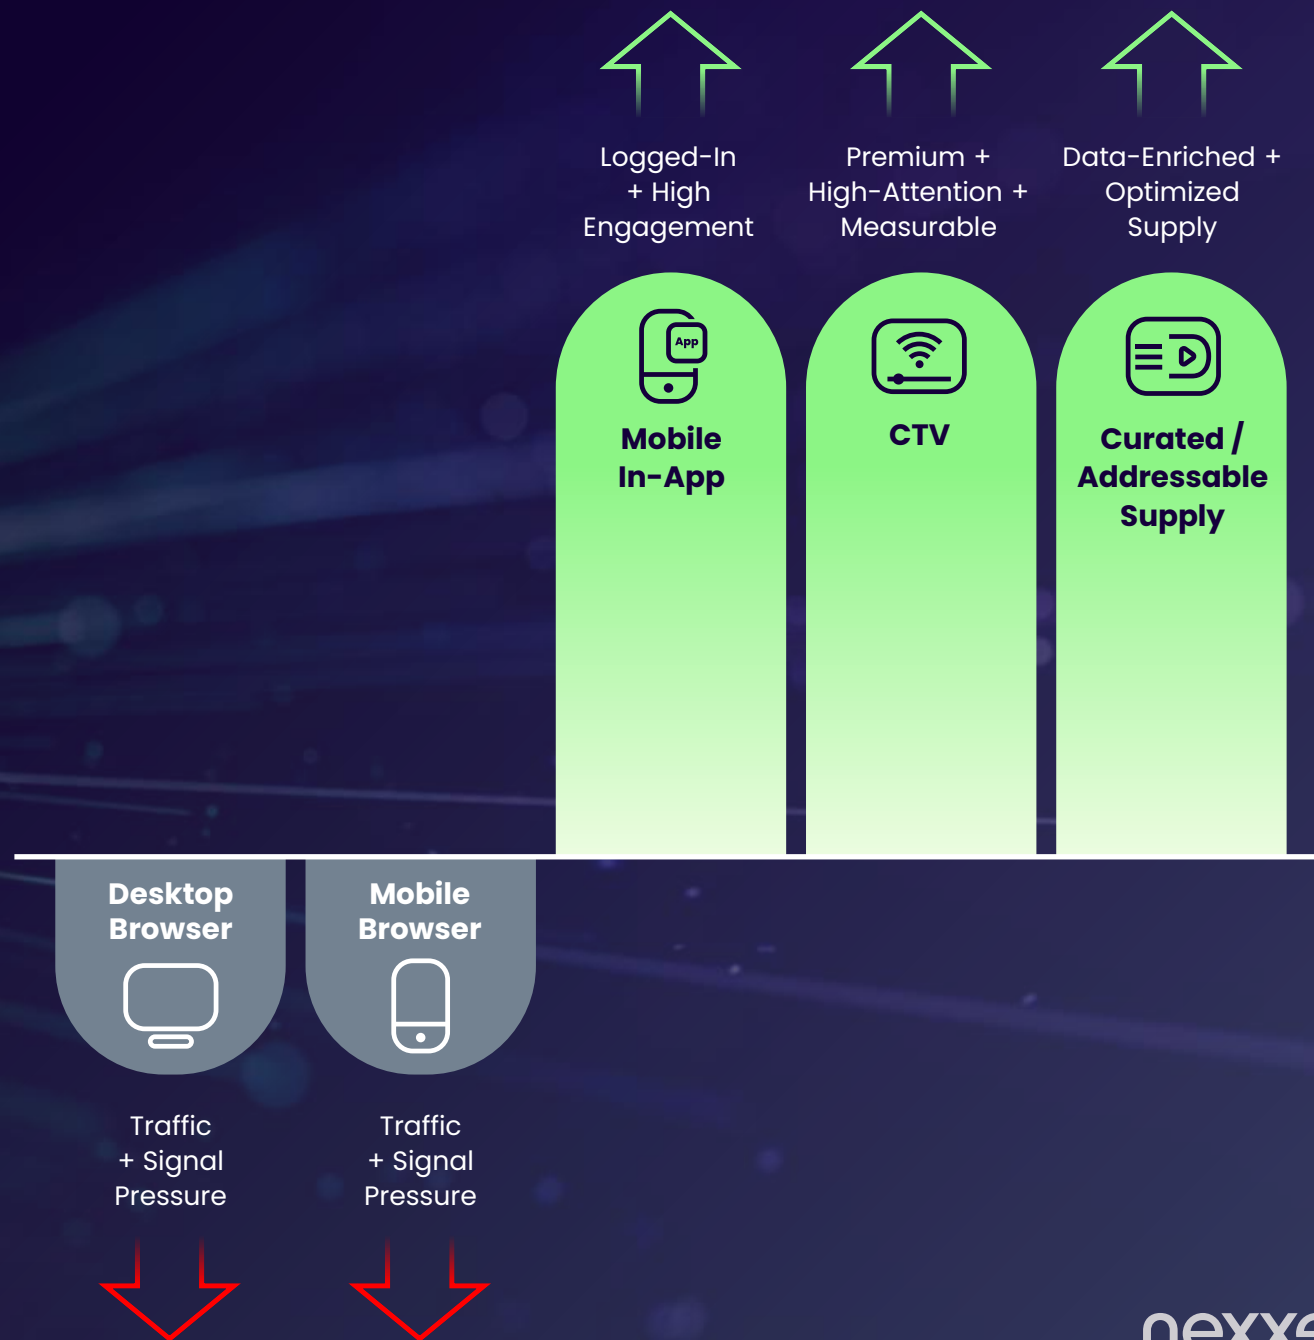 Logged-In
+ High
Engagement
Premium +
High-Attention +
Measurable
Data-Enriched +
Optimized
Supply
App
Mobile
In-App
CTV
Curated /
Addressable
Supply
Desktop
Browser
Mobile
Browser
Traffic
+ Signal
Pressure
Traffic
+ Signal
Pressure